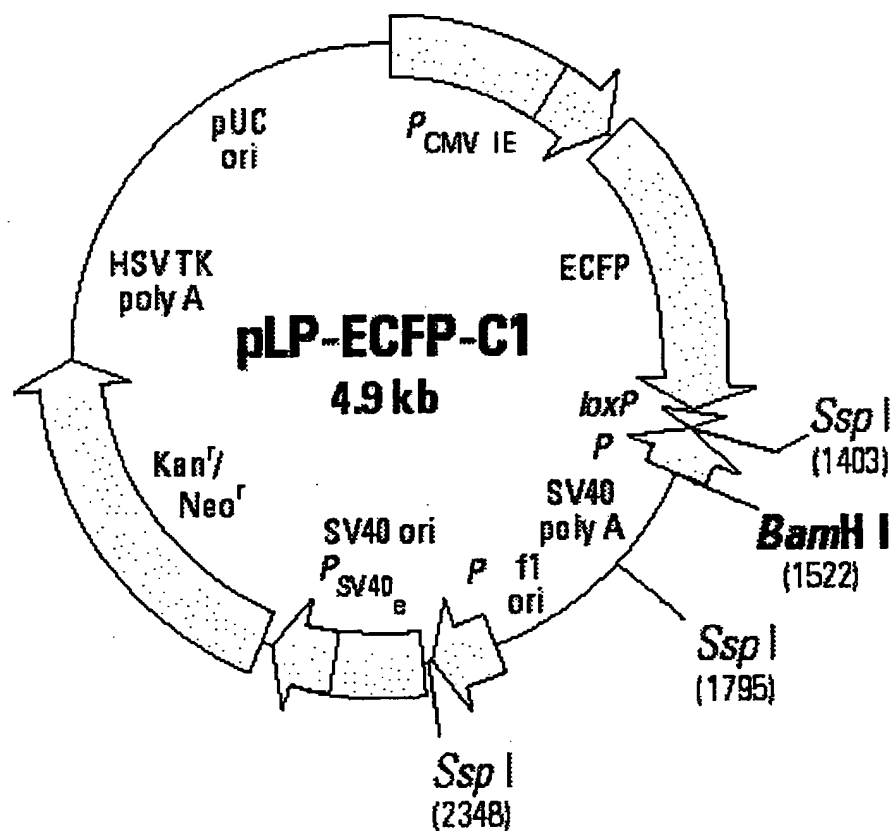 pUC
ori
P CMV IE
ECFP
HSV TK
poly A
pLP-ECFP-C1
4.9 kb
loxP
P
Ssp I
(1403)
Kanʳ/
Neoʳ
SV40
poly A
BamH I
(1522)
SV40 ori
P SV40 e
P
f1
ori
Ssp I
(1795)
Ssp I
(2348)